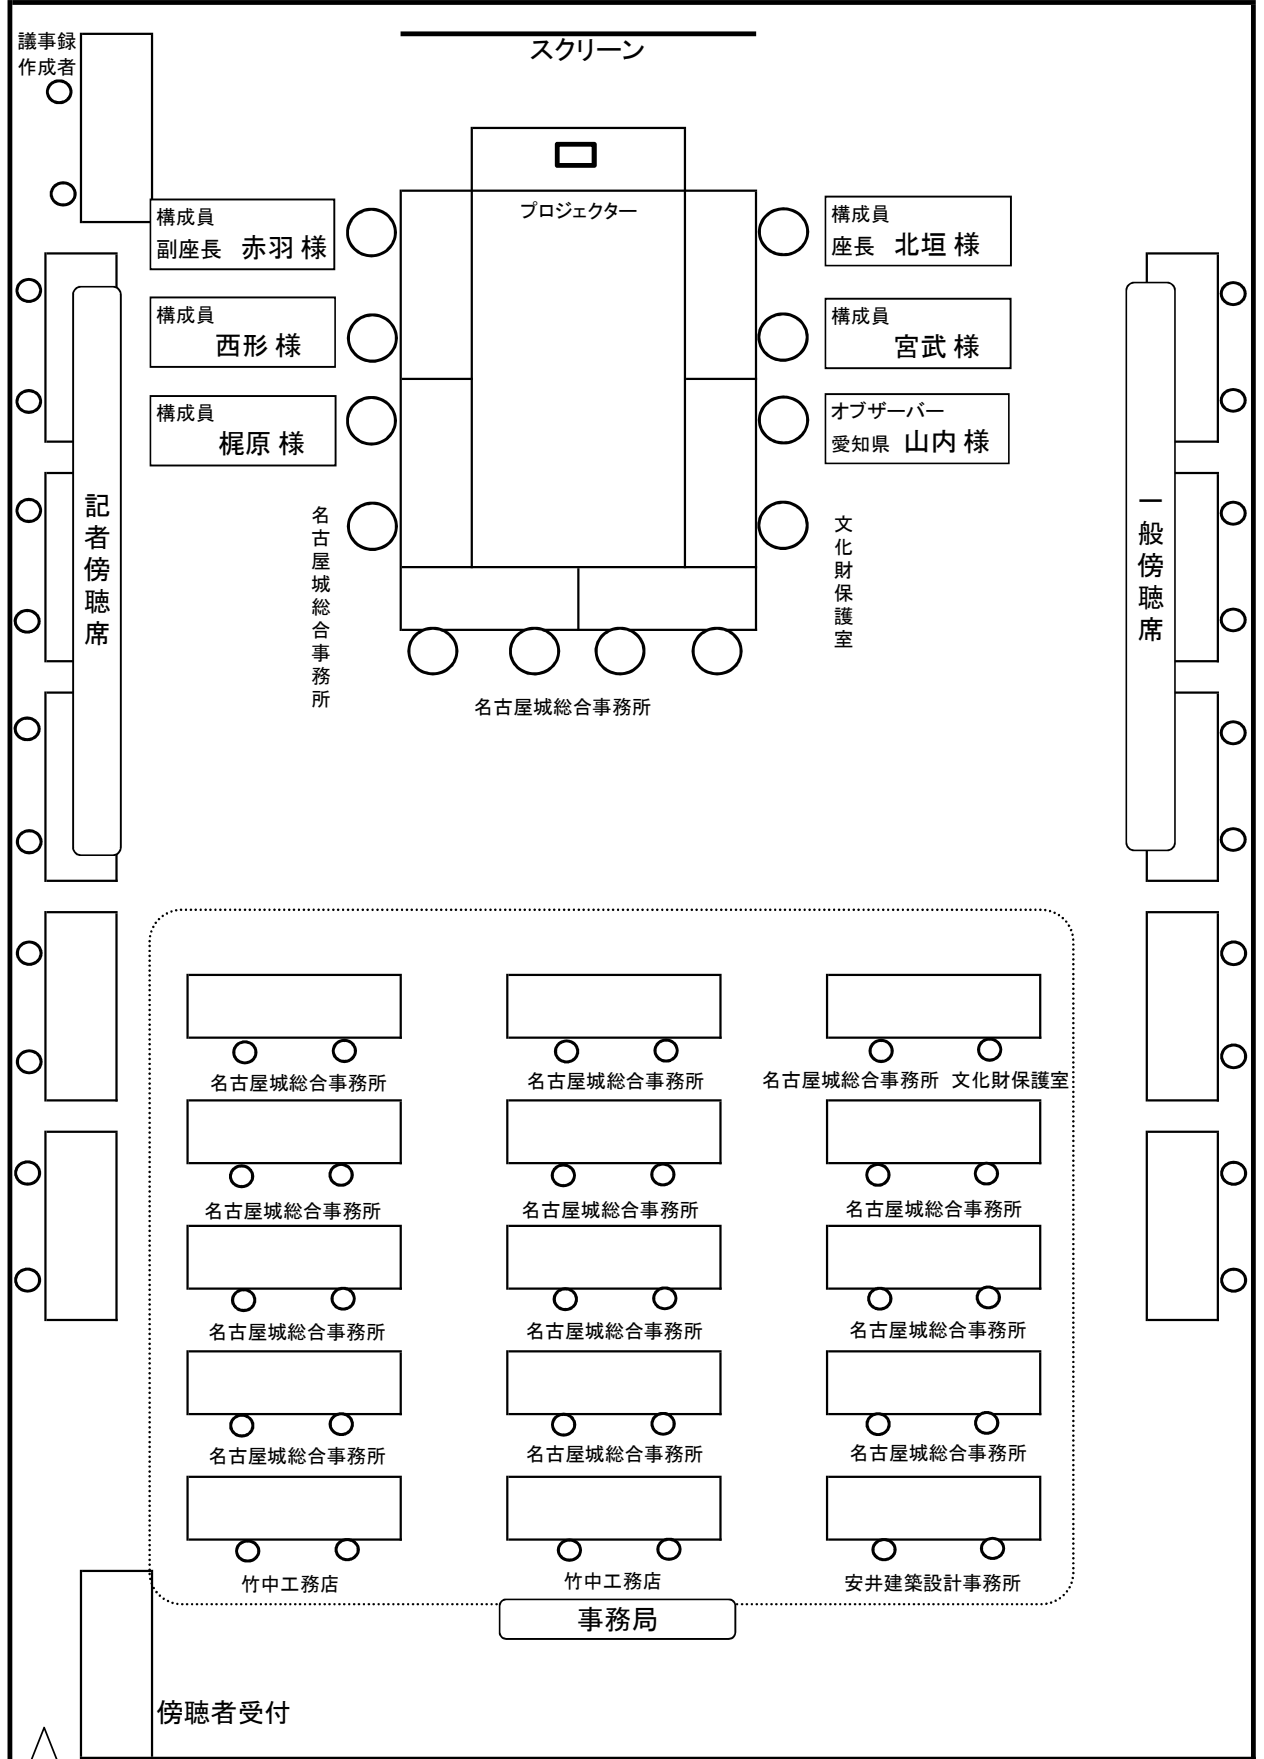 議事録
作成者
スクリーン
プロジェクター
構成員
副座長 赤羽 様
構成員
座長 北垣 様
構成員
西形 様
構成員
宮武 様
構成員
梶原 様
オブザーバー
愛知県 山内 様
記者傍聴席
名古屋城総合事務所
文化財保護室
一般傍聴席
名古屋城総合事務所
名古屋城総合事務所
名古屋城総合事務所
名古屋城総合事務所 文化財保護室
名古屋城総合事務所
名古屋城総合事務所
名古屋城総合事務所
名古屋城総合事務所
名古屋城総合事務所
名古屋城総合事務所
名古屋城総合事務所
名古屋城総合事務所
名古屋城総合事務所
竹中工務店
竹中工務店
安井建築設計事務所
事務局
傍聴者受付